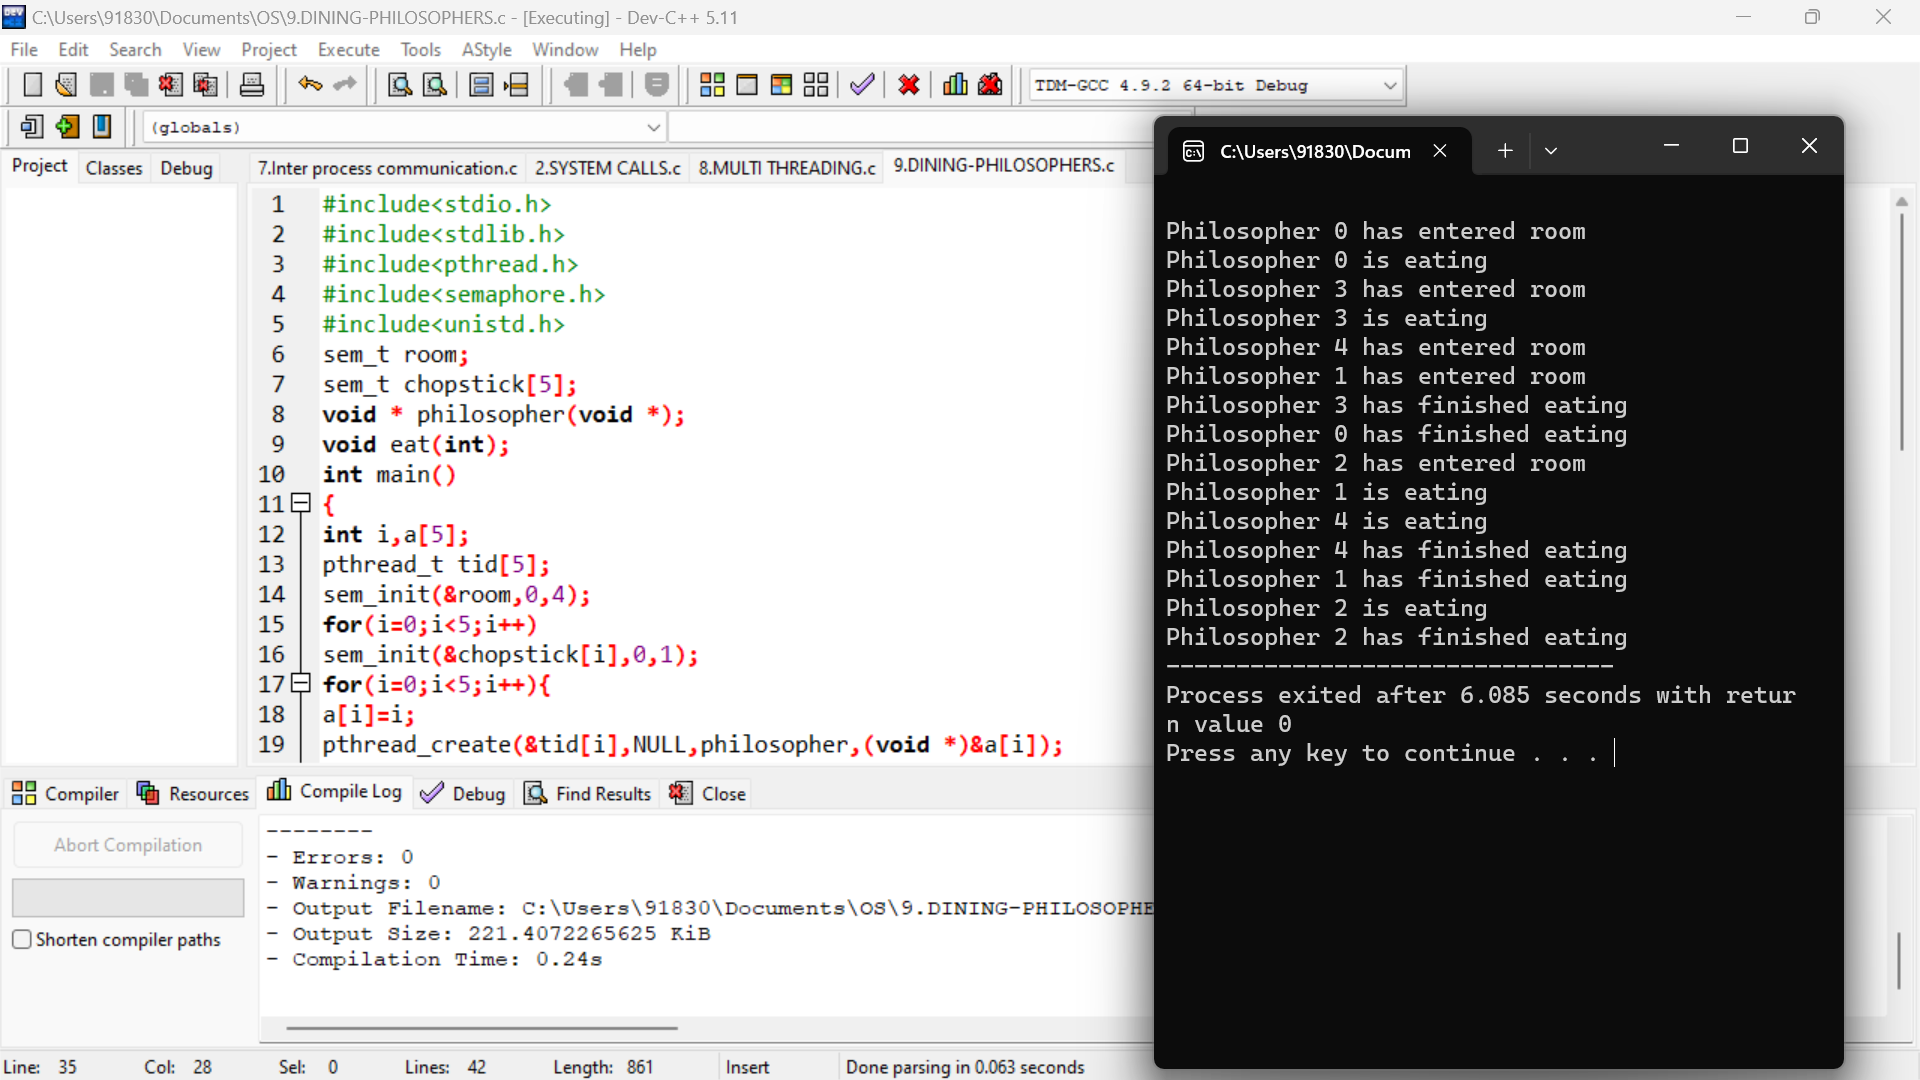 C:\Users\91830\Documents\OS\9.DINING-PHILOSOPHERS.c - [Executing] - Dev-C++ 5.11
File Edit Search View Project Execute Tools AStyle Window Help
TDM-GCC 4.9.2 64-bit Debug
(globals)
Project Classes Debug
7.Inter process communication.c 2.SYSTEM CALLS.c 8.MULTI THREADING.c 9.DINING-PHILOSOPHERS.c
1 #include<stdio.h>
2 #include<stdlib.h>
3 #include<pthread.h>
4 #include<semaphore.h>
5 #include<unistd.h>
6 sem_t room;
7 sem_t chopstick[5];
8 void * philosopher(void *);
9 void eat(int);
10 int main()
11 {
12 int i,a[5];
13 pthread_t tid[5];
14 sem_init(&room,0,4);
15 for(i=0;i<5;i++)
16 sem_init(&chopstick[i],0,1);
17 for(i=0;i<5;i++){
18 a[i]=i;
19 pthread_create(&tid[i],NULL,philosopher,(void *)&a[i]);
C:\Users\91830\Docum
Philosopher 0 has entered room
Philosopher 0 is eating
Philosopher 3 has entered room
Philosopher 3 is eating
Philosopher 4 has entered room
Philosopher 1 has entered room
Philosopher 3 has finished eating
Philosopher 0 has finished eating
Philosopher 2 has entered room
Philosopher 1 is eating
Philosopher 4 is eating
Philosopher 4 has finished eating
Philosopher 1 has finished eating
Philosopher 2 is eating
Philosopher 2 has finished eating
--------------------------------
Process exited after 6.085 seconds with retur
n value 0
Press any key to continue . . .
Compiler Resources Compile Log Debug Find Results Close
Abort Compilation
Shorten compiler paths
--------
- Errors: 0
- Warnings: 0
- Output Filename: C:\Users\91830\Documents\OS\9.DINING-PHILOSOPHE
- Output Size: 221.4072265625 KiB
- Compilation Time: 0.24s
Line: 35 Col: 28 Sel: 0 Lines: 42 Length: 861 Insert Done parsing in 0.063 seconds